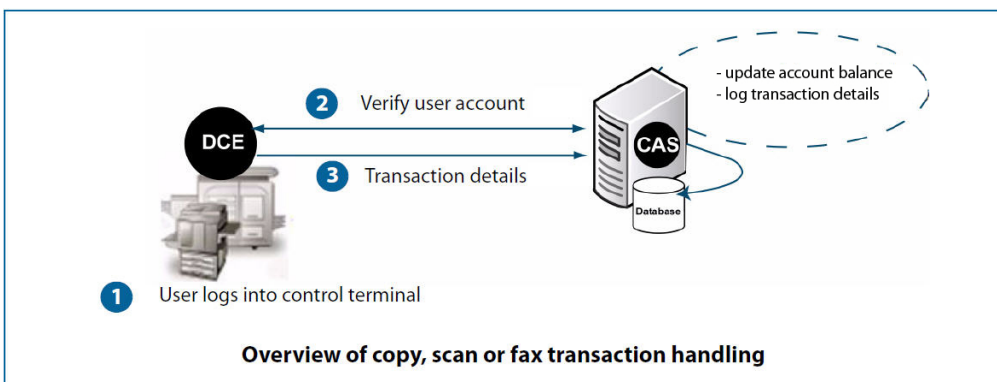 - update account balance
- log transaction details
2 Verify user account
DCE
CAS
3 Transaction details
Database
1 User logs into control terminal
Overview of copy, scan or fax transaction handling